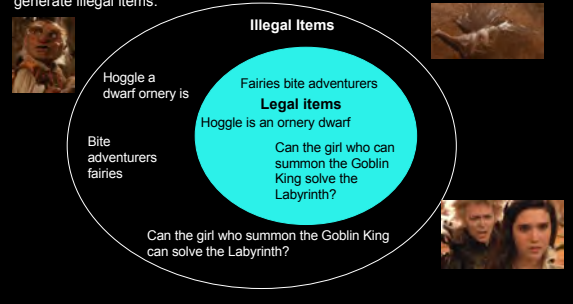 generate illegal items.
Illegal Items
Hoggle a
dwarf ornery is
Fairies bite adventurers
Legal items
Hoggle is an ornery dwarf
Bite
adventurers
fairies
Can the girl who can
summon the Goblin
King solve the
Labyrinth?
Can the girl who summon the Goblin King
can solve the Labyrinth?